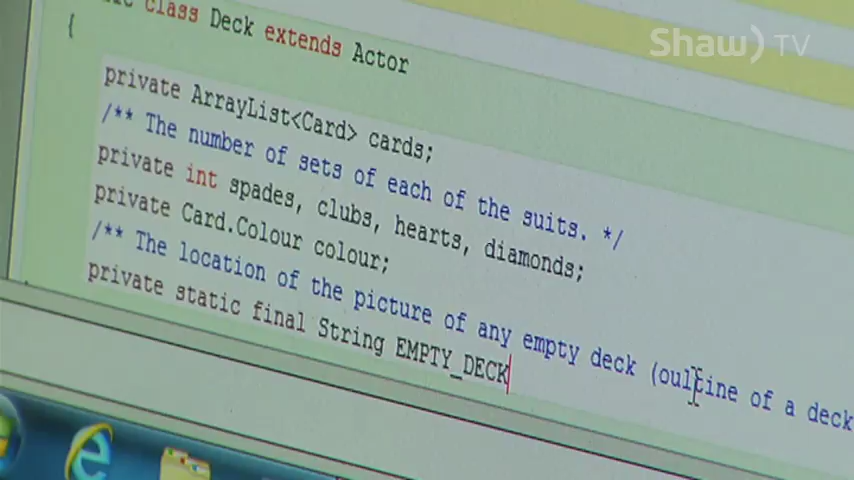 Shaw) TV
class Deck extends Actor
{
private ArrayList<Card> cards;
/** The number of sets of each of the suits. */
private int spades, clubs, hearts, diamonds;
private Card.Colour colour;
/** The location of the picture of any empty deck (outline of a deck
private static final String EMPTY_DECK